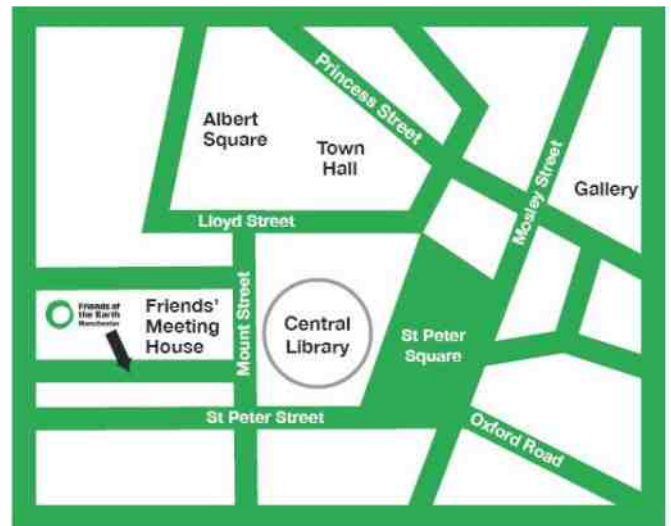 Princess Street
Albert
Square
Town
Hall
Mosley Street
Gallery
Lloyd Street
Friends of
the Earth
Manchester
Friends'
Meeting
House
Mount Street
Central
Library
St Peter
Square
St Peter Street
Oxford Road